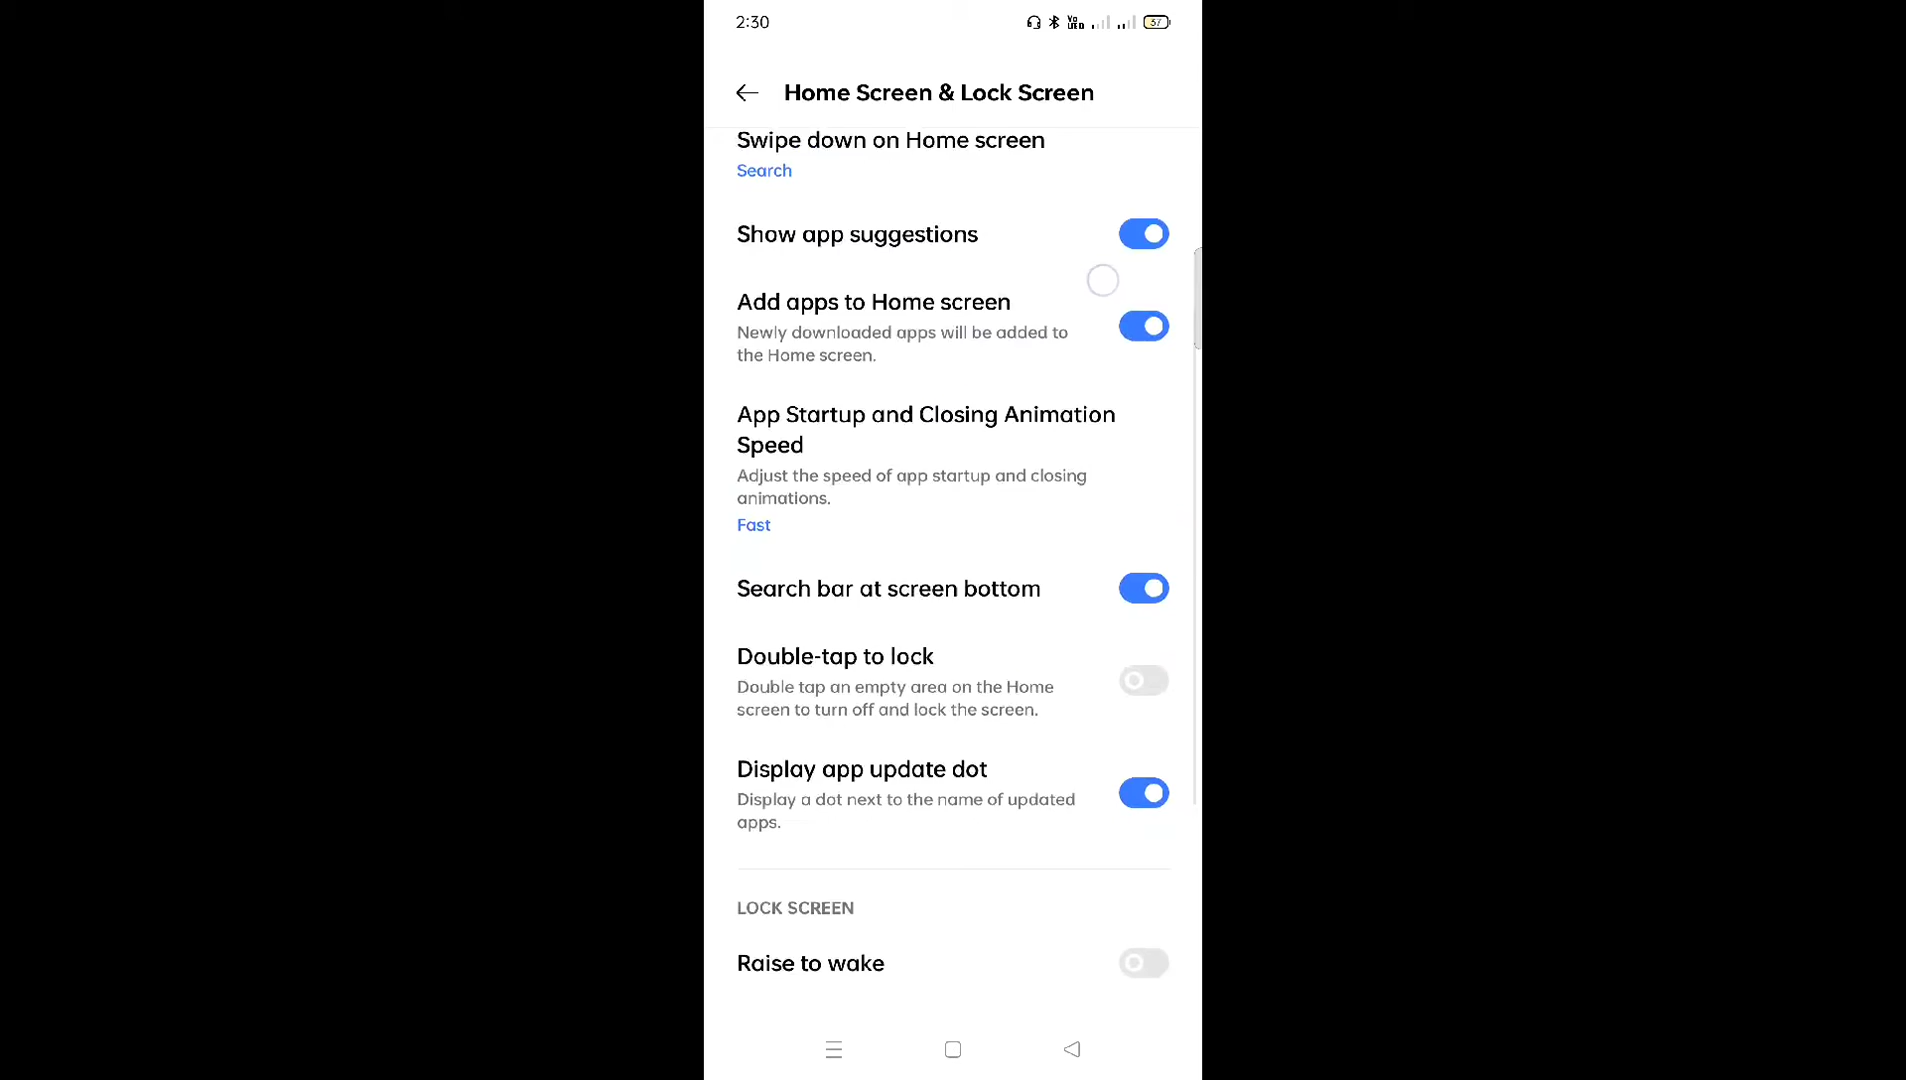 2:30
Vo LTED 37
Home Screen & Lock Screen
Swipe down on Home screen
Search
Show app suggestions
Add apps to Home screen
Newly downloaded apps will be added to
the Home screen.
App Startup and Closing Animation
Speed
Adjust the speed of app startup and closing
animations.
Fast
Search bar at screen bottom
Double-tap to lock
Double tap an empty area on the Home
screen to turn off and lock the screen.
Display app update dot
Display a dot next to the name of updated
apps.
LOCK SCREEN
Raise to wake